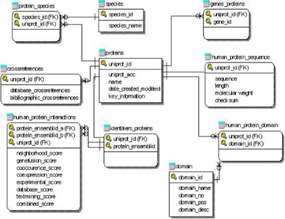 protein_species
species_id (FK)
uniprot_id (FK)
species
species_id
species_name
genes_proteins
uniprot_id (FK)
gene_id
proteins
uniprot_id
uniprot_acc
name
date_created_modified
key_information
crossreferences
uniprot_id (FK)
database_crossreferences
bibliographic_crossreferences
human_protein_sequence
uniprot_id (FK)
sequence
length
molecular weight
check sum
human_protein_interactions
protein_ensemblid_a (FK)
uniprot_id (FK)
neighborhood_score
genefusion_score
cooccurence_score
coexpression_score
experimental_score
database_score
textmining_score
combined_score
identifiers_proteins
uniprot_id (FK)
protein_ensemblid
human_protein_domain
uniprot_id (FK)
domain_id (FK)
domain
domain_id
domain_name
domain_no
domain_pos
domain_desc